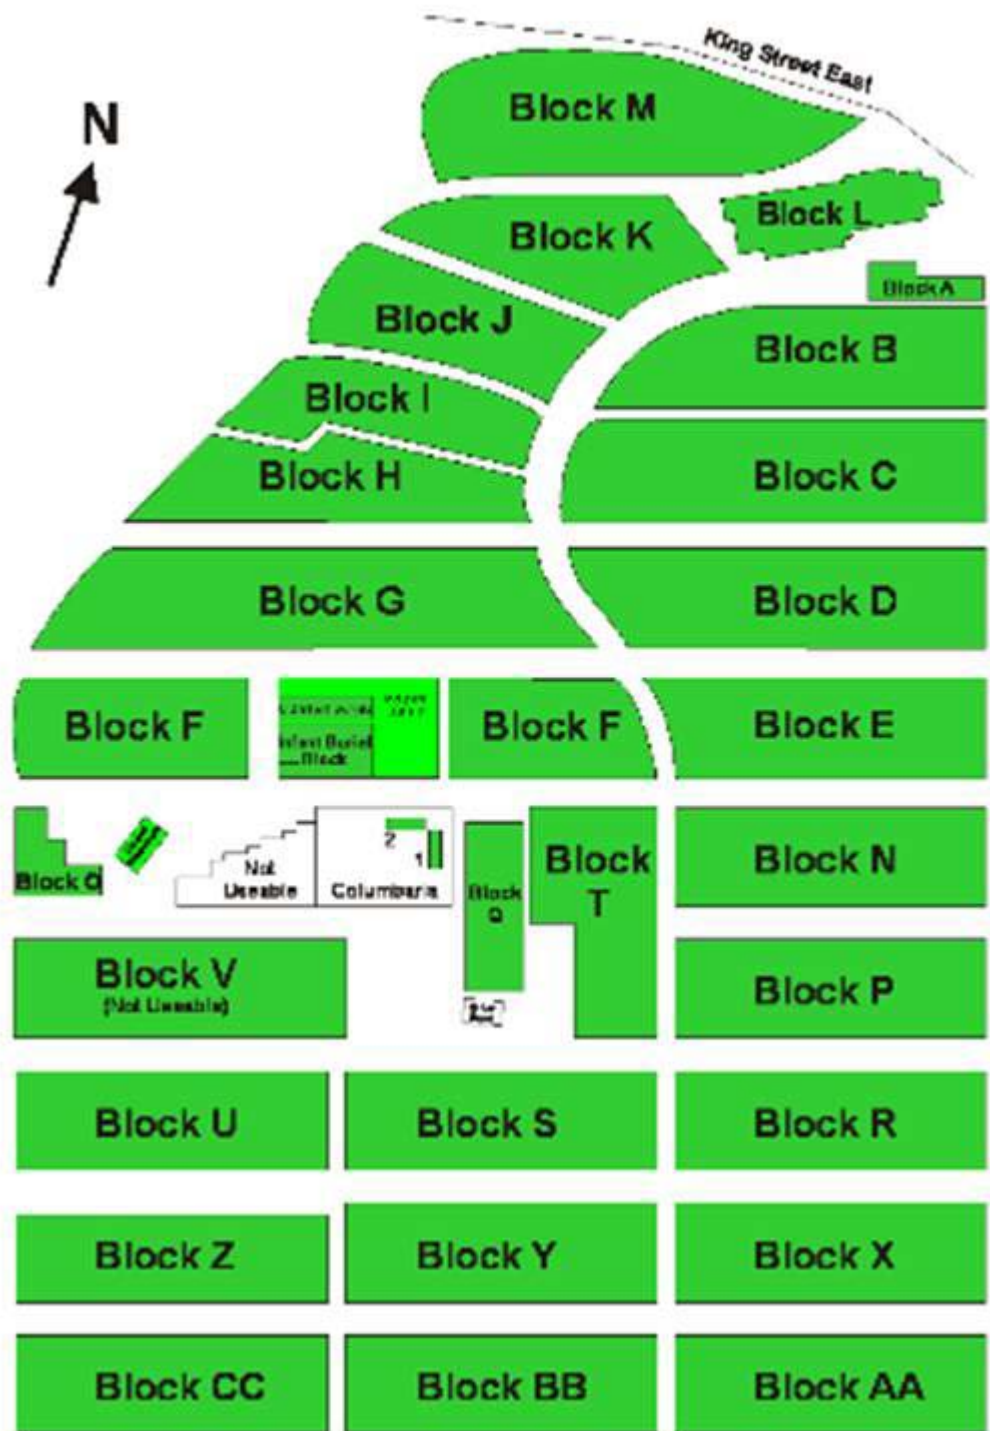 King Street East
N
Block M
Block L
Block K
Block A
Block J
Block B
Block I
Block H
Block C
Block G
Block D
Block F
Infant Burial
Block
Block F
Block E
2
1
Not
Useable
Columbaria
Block O
Block
Q
Block
T
Block N
Block V
(Not Useable)
Block P
Block U
Block S
Block R
Block Z
Block Y
Block X
Block CC
Block BB
Block AA